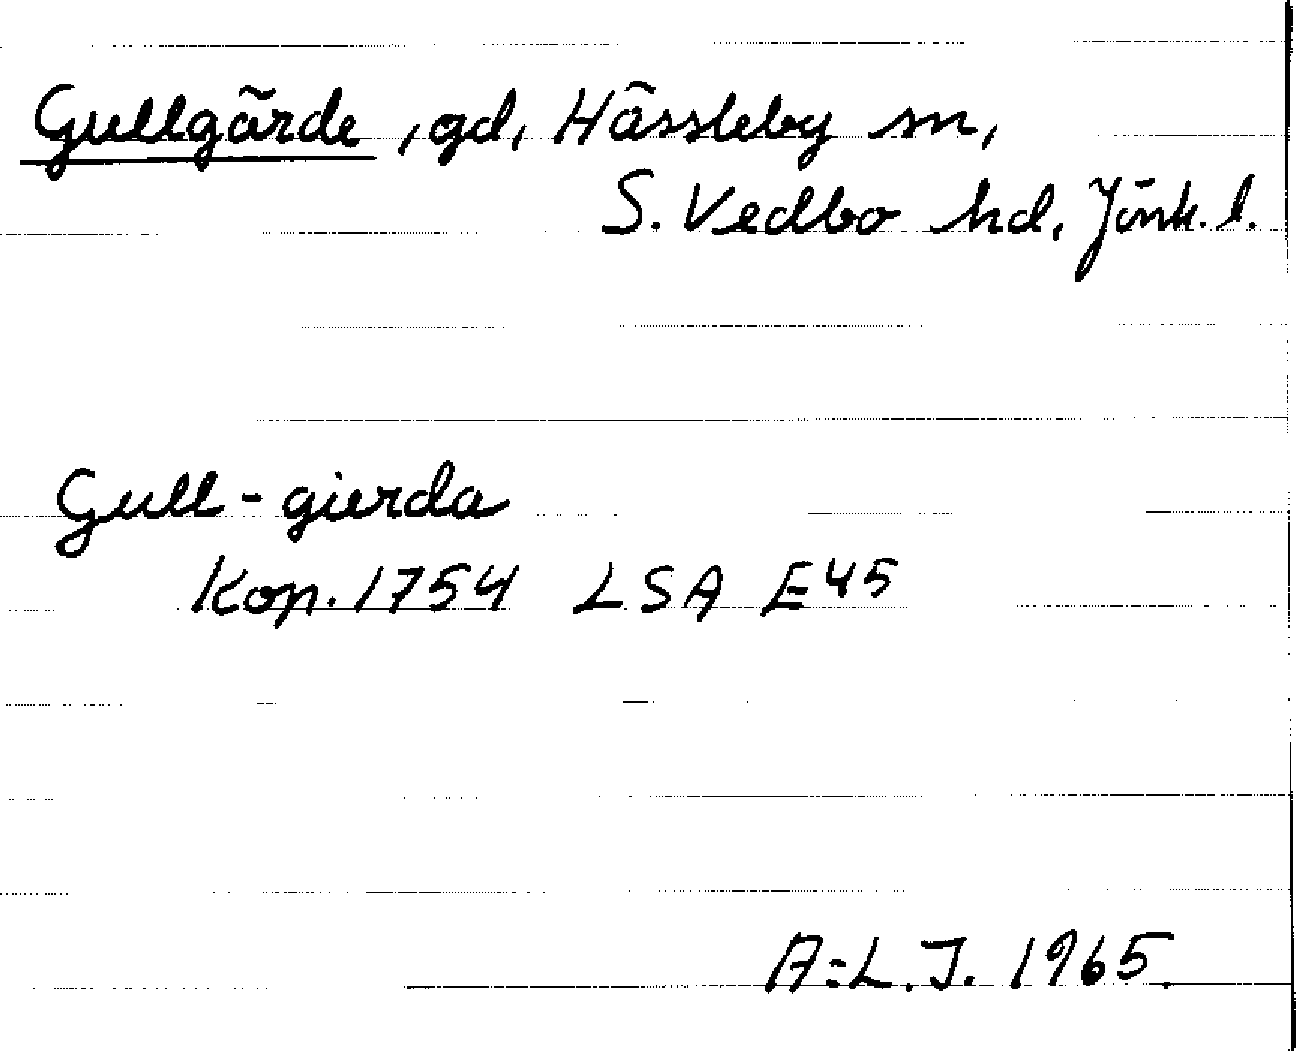 Gullgärde, gd, Hässleby sn,
S. Vedbo hd, Jönk. l.
Gull-gierda
Kop. 1754 LSA E45
A-L. J. 1965.